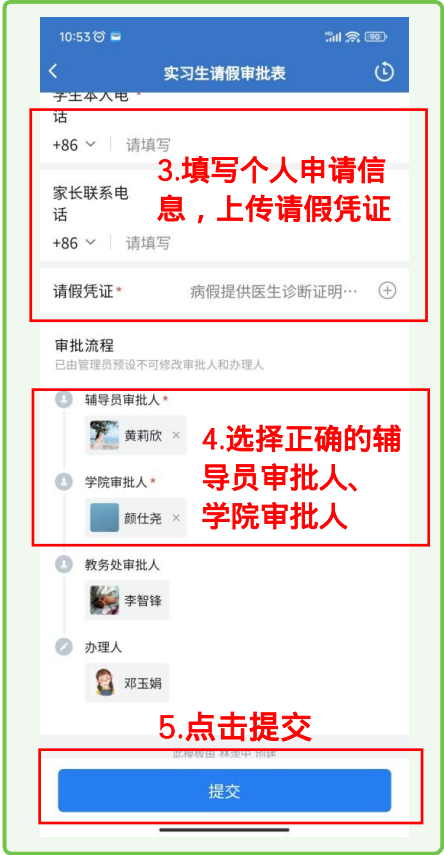 10:53
90
实习生请假审批表
学生本人电 *
话
+86 请填写
3.填写个人申请信
息，上传请假凭证
家长联系电
话
+86 请填写
请假凭证* 病假提供医生诊断证明…
审批流程
已由管理员预设不可修改审批人和办理人
辅导员审批人*
黄莉欣 ×
4.选择正确的辅
导员审批人、
学院审批人
学院审批人*
颜仕尧 ×
教务处审批人
李智锋
办理人
邓玉娟
5.点击提交
提交